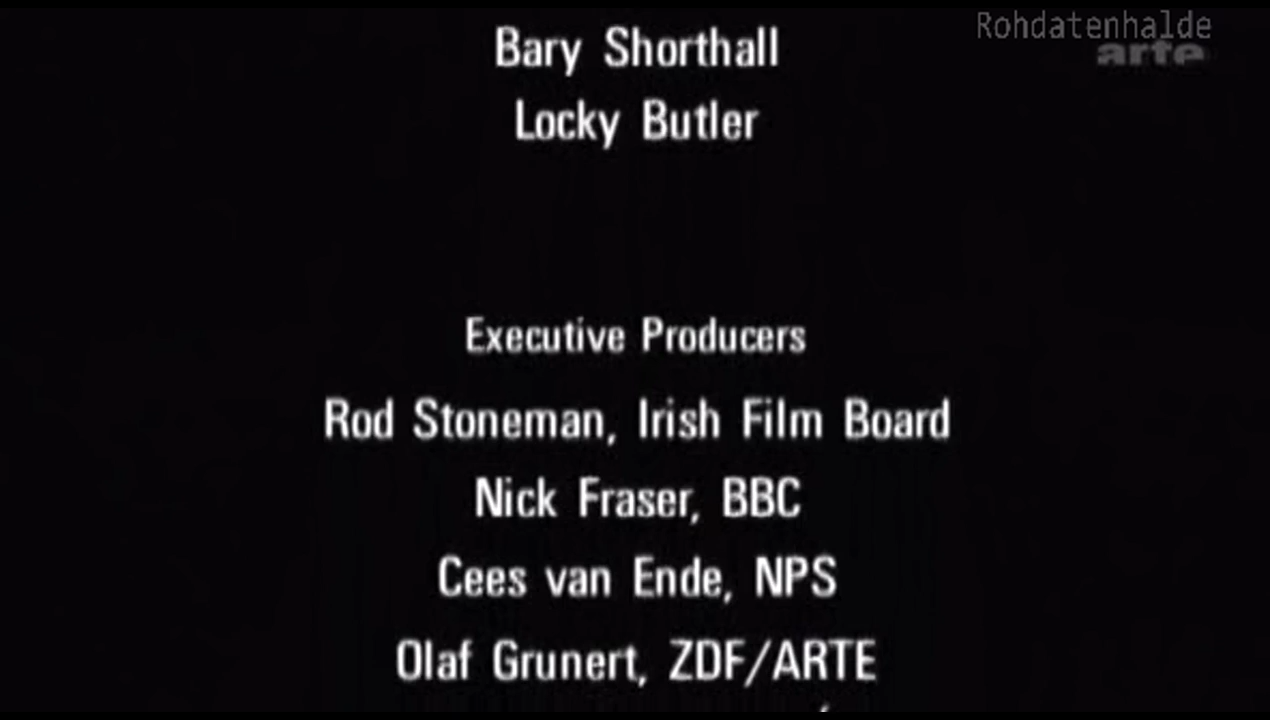 Rohdatenhalde
arte
Bary Shorthall
Locky Butler
Executive Producers
Rod Stoneman, Irish Film Board
Nick Fraser, BBC
Cees van Ende, NPS
Olaf Grunert, ZDF/ARTE